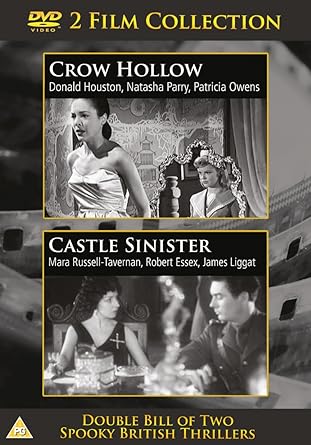 DVD
VIDEO
2 FILM COLLECTION
CROW HOLLOW
Donald Houston, Natasha Parry, Patricia Owens
CASTLE SINISTER
Mara Russell-Tavernan, Robert Essex, James Liggat
PG
DOUBLE BILL OF TWO
SPOOKY BRITISH THRILLERS